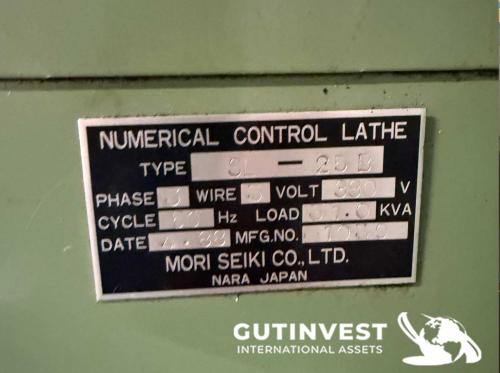 NUMERICAL CONTROL LATHE
TYPE SL-25B
PHASE 3 WIRE VOLT V
CYCLE Hz LOAD KVA
DATE MFG.NO.
MORI SEIKI CO., LTD.
NARA JAPAN
GUTINVEST
INTERNATIONAL ASSETS